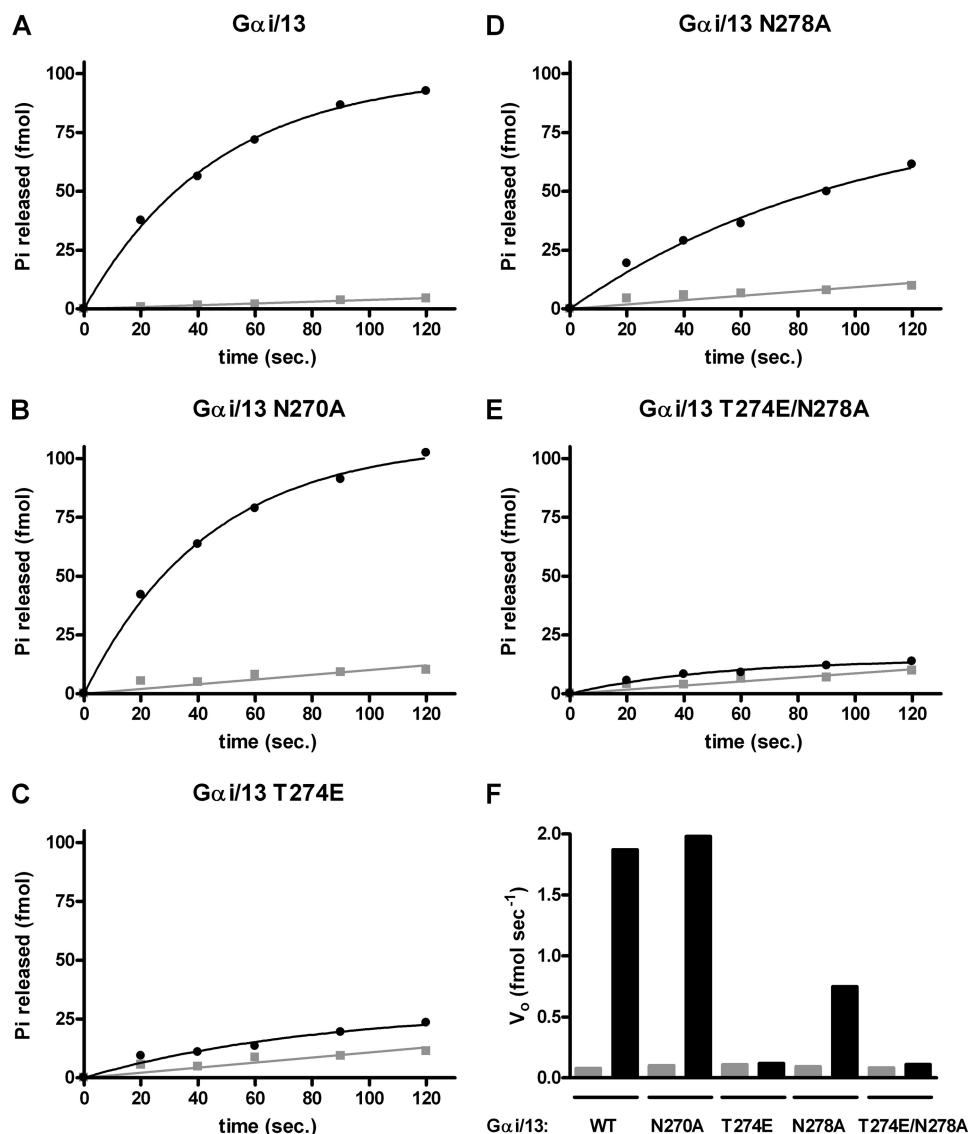 A
Gαi/13
Pi released (fmol)
100
75
50
25
0
0 20 40 60 80 100 120
time (sec.)
B
Gαi/13 N270A
Pi released (fmol)
100
75
50
25
0
0 20 40 60 80 100 120
time (sec.)
C
Gαi/13 T274E
Pi released (fmol)
100
75
50
25
0
0 20 40 60 80 100 120
time (sec.)
D
Gαi/13 N278A
Pi released (fmol)
100
75
50
25
0
0 20 40 60 80 100 120
time (sec.)
E
Gαi/13 T274E/N278A
Pi released (fmol)
100
75
50
25
0
0 20 40 60 80 100 120
time (sec.)
F
Vo (fmol sec-1)
2.0
1.5
1.0
0.5
0.0
Gαi/13: WT N270A T274E N278A T274E/N278A